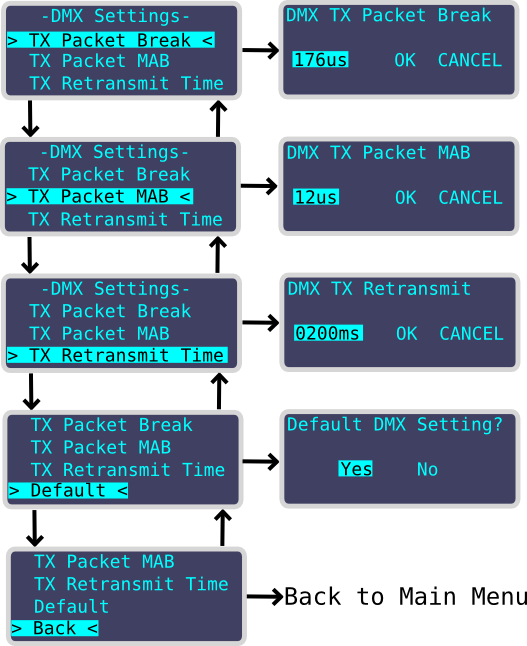 -DMX Settings-
> TX Packet Break <
TX Packet MAB
TX Retransmit Time
DMX TX Packet Break
176us OK CANCEL
-DMX Settings-
TX Packet Break
> TX Packet MAB <
TX Retransmit Time
DMX TX Packet MAB
12us OK CANCEL
-DMX Settings-
TX Packet Break
TX Packet MAB
> TX Retransmit Time
DMX TX Retransmit
0200ms OK CANCEL
TX Packet Break
TX Packet MAB
TX Retransmit Time
> Default <
Default DMX Setting?
Yes No
TX Packet MAB
TX Retransmit Time
Default
> Back <
Back to Main Menu